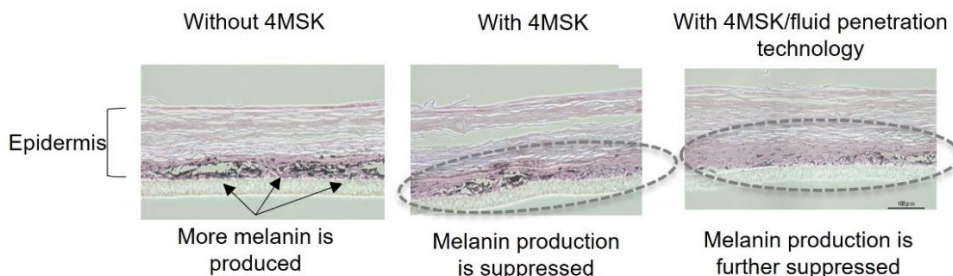 Without 4MSK
With 4MSK
With 4MSK/fluid penetration
technology
Epidermis
More melanin is
produced
Melanin production
is suppressed
Melanin production is
further suppressed